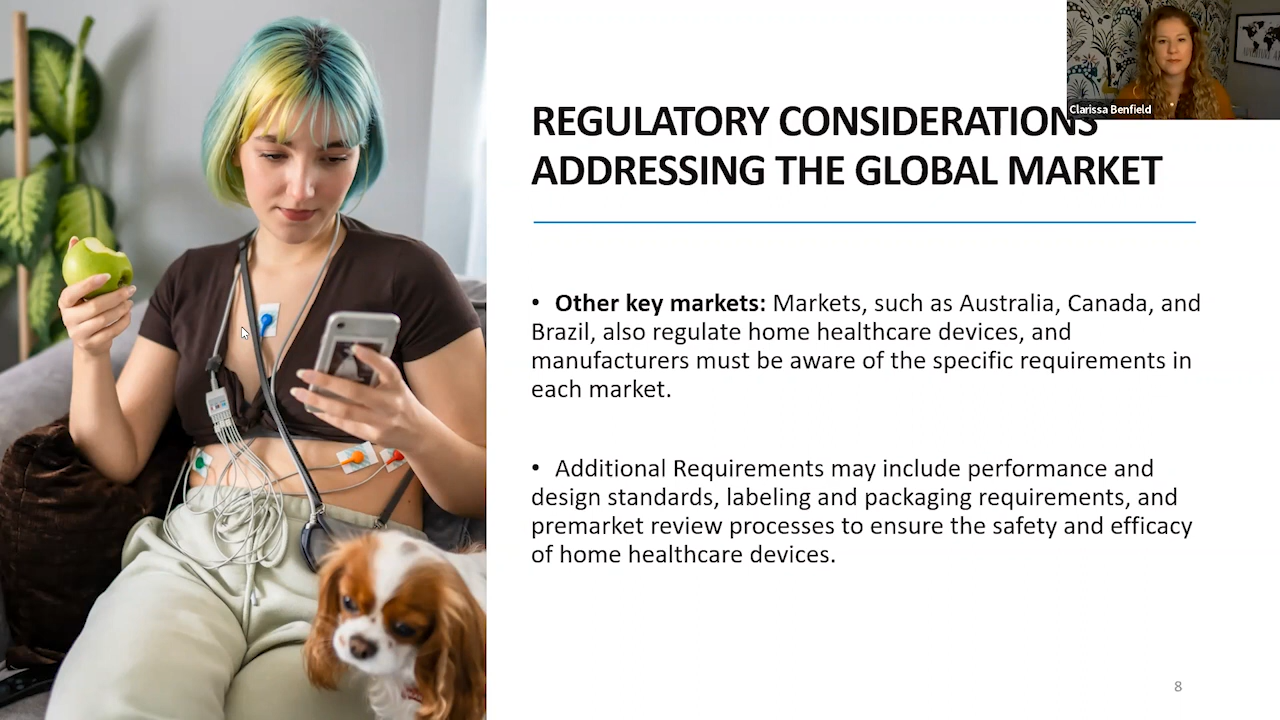 Clarissa Benfield
REGULATORY CONSIDERATIONS
ADDRESSING THE GLOBAL MARKET
• Other key markets: Markets, such as Australia, Canada, and
Brazil, also regulate home healthcare devices, and
manufacturers must be aware of the specific requirements in
each market.
• Additional Requirements may include performance and
design standards, labeling and packaging requirements, and
premarket review processes to ensure the safety and efficacy
of home healthcare devices.
8